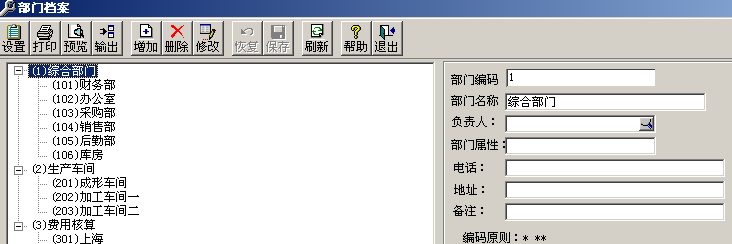 部门档案
设置 打印 预览 输出 增加 删除 修改 恢复 保存 刷新 帮助 退出
(1)综合部门
(101)财务部
(102)办公室
(103)采购部
(104)销售部
(105)后勤部
(106)库房
(2)生产车间
(201)成形车间
(202)加工车间一
(203)加工车间二
(3)费用核算
(301)上海
部门编码 1
部门名称 综合部门
负责人：
部门属性：
电话：
地址：
备注：
编码原则：* **